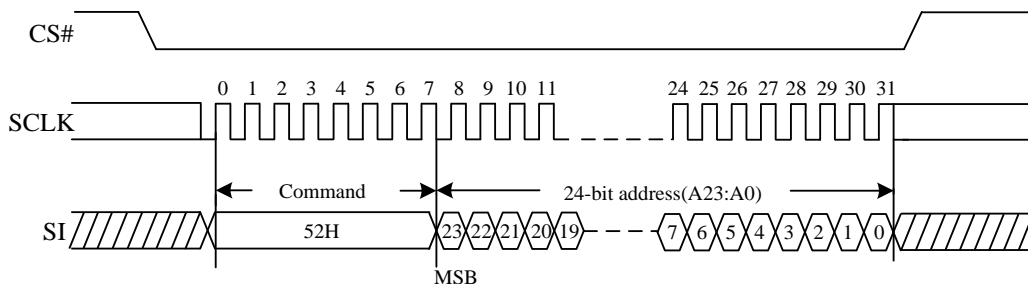 CS#
0 1 2 3 4 5 6 7 8 9 10 11 24 25 26 27 28 29 30 31
SCLK
Command 24-bit address(A23:A0)
SI 52H 23 22 21 20 19 7 6 5 4 3 2 1 0
MSB